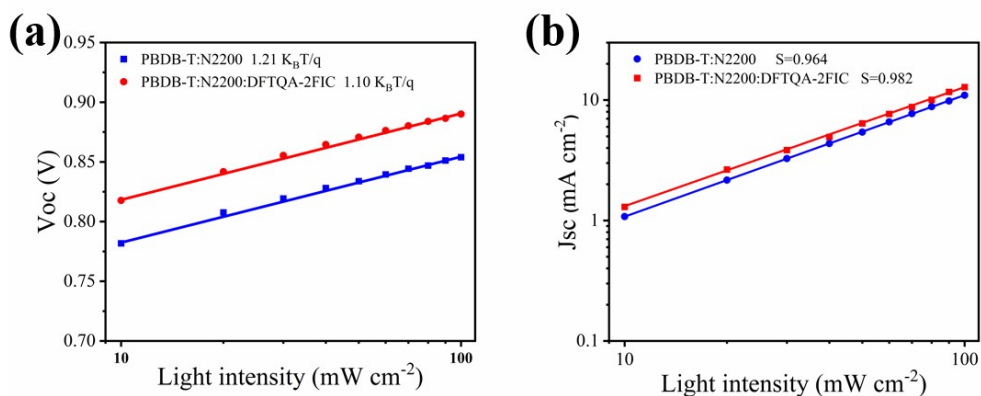 (a)
0.95
0.90
0.85
0.80
0.75
0.70
Voc (V)
PBDB-T:N2200 1.21 K_BT/q
PBDB-T:N2200:DFTQA-2FIC 1.10 K_BT/q
10
100
Light intensity (mW cm⁻²)
(b)
10
1
0.1
Jsc (mA cm⁻²)
PBDB-T:N2200 S=0.964
PBDB-T:N2200:DFTQA-2FIC S=0.982
10
100
Light intensity (mW cm⁻²)